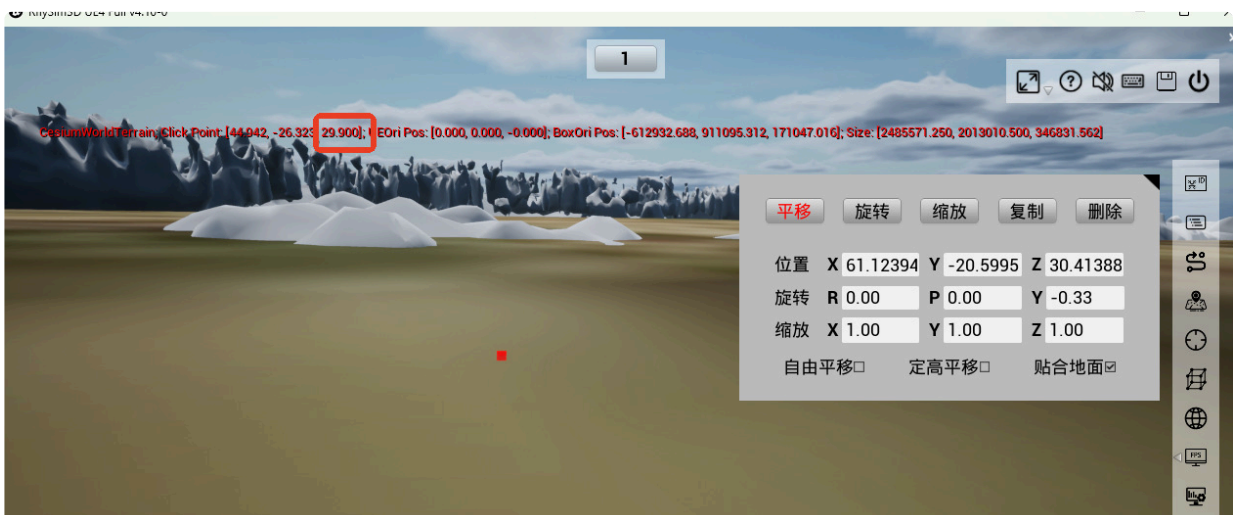 RflySim3D UE4 Full v4.10-0
1
CesiumWorldTerrain; Click Point: [44.942, -26.323, 29.900]; UEOri Pos: [0.000, 0.000, -0.000]; BoxOri Pos: [-612932.688, 911095.312, 171047.016]; Size: [2485571.250, 2013010.500, 346831.562]
平移 旋转 缩放 复制 删除
位置 X 61.12394 Y -20.5995 Z 30.41388
旋转 R 0.00 P 0.00 Y -0.33
缩放 X 1.00 Y 1.00 Z 1.00
自由平移 定高平移 贴合地面
ID
FPS